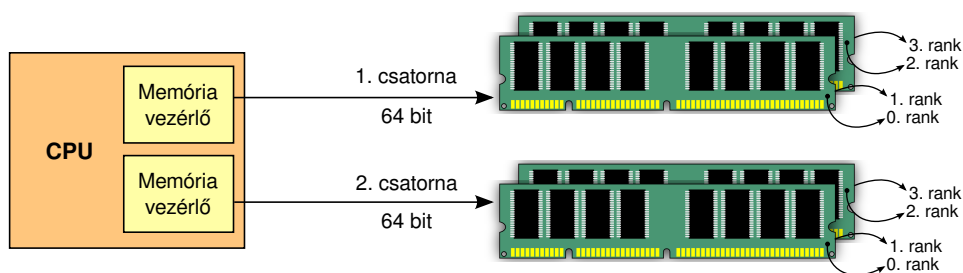 CPU
Memória
vezérlő
1. csatorna
64 bit
3. rank
2. rank
1. rank
0. rank
Memória
vezérlő
2. csatorna
64 bit
3. rank
2. rank
1. rank
0. rank